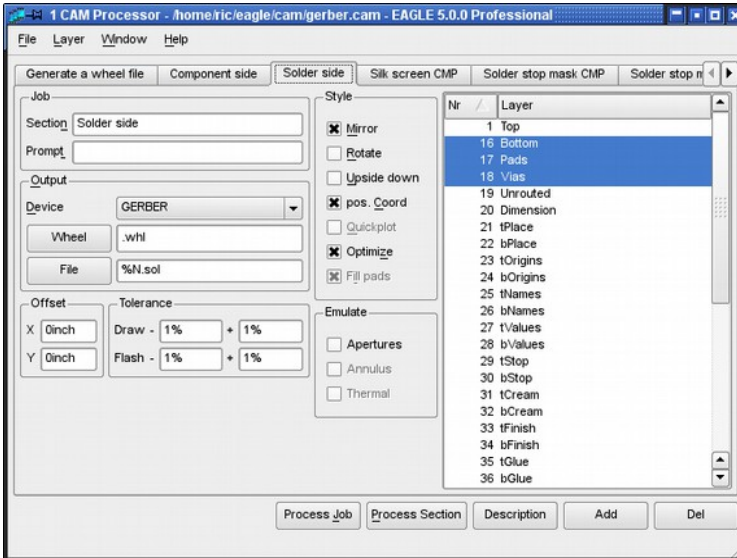 1 CAM Processor - /home/ric/eagle/cam/gerber.cam - EAGLE 5.0.0 Professional
File Layer Window Help
Generate a wheel file Component side Solder side Silk screen CMP Solder stop mask CMP Solder stop
Job
Section Solder side
Prompt
Output
Device GERBER
Wheel .whl
File %N.sol
Offset
X 0inch
Y 0inch
Tolerance
Draw - 1% + 1%
Flash - 1% + 1%
Style
Mirror
Rotate
Upside down
pos. Coord
Quickplot
Optimize
Fill pads
Emulate
Apertures
Annulus
Thermal
Nr Layer
1 Top
16 Bottom
17 Pads
18 Vias
19 Unrouted
20 Dimension
21 tPlace
22 bPlace
23 tOrigins
24 bOrigins
25 tNames
26 bNames
27 tValues
28 bValues
29 tStop
30 bStop
31 tCream
32 bCream
33 tFinish
34 bFinish
35 tGlue
36 bGlue
Process Job Process Section Description Add Del